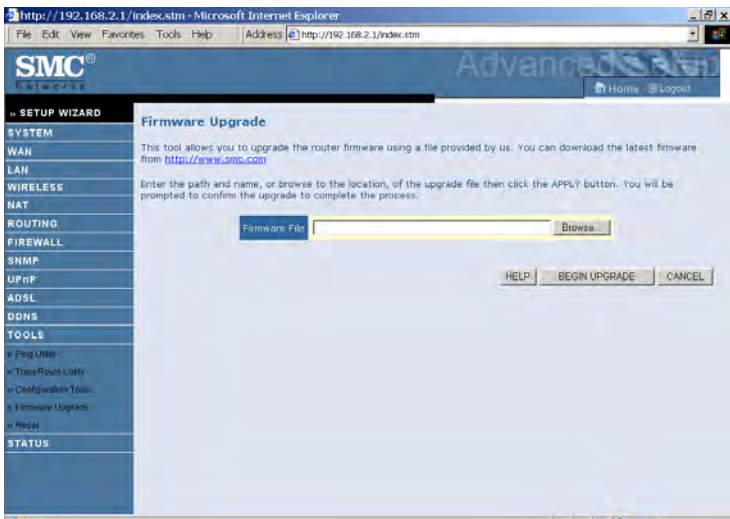 http://192.168.2.1/index.stm - Microsoft Internet Explorer
File Edit View Favorites Tools Help Address http://192.168.2.1/index.stm
SMC®
Networks
Advanced Setup
Home Logout
» SETUP WIZARD
SYSTEM
WAN
LAN
WIRELESS
NAT
ROUTING
FIREWALL
SNMP
UPnP
ADSL
DDNS
TOOLS
» Ping Utility
» TraceRoute Utility
» Configuration Tools
» Firmware Upgrade
» Reset
STATUS
Firmware Upgrade
This tool allows you to upgrade the router firmware using a file provided by us. You can download the latest firmware
from http://www.smc.com
Enter the path and name, or browse to the location, of the upgrade file then click the APPLY button. You will be
prompted to confirm the upgrade to complete the process.
Firmware File Browse...
HELP BEGIN UPGRADE CANCEL